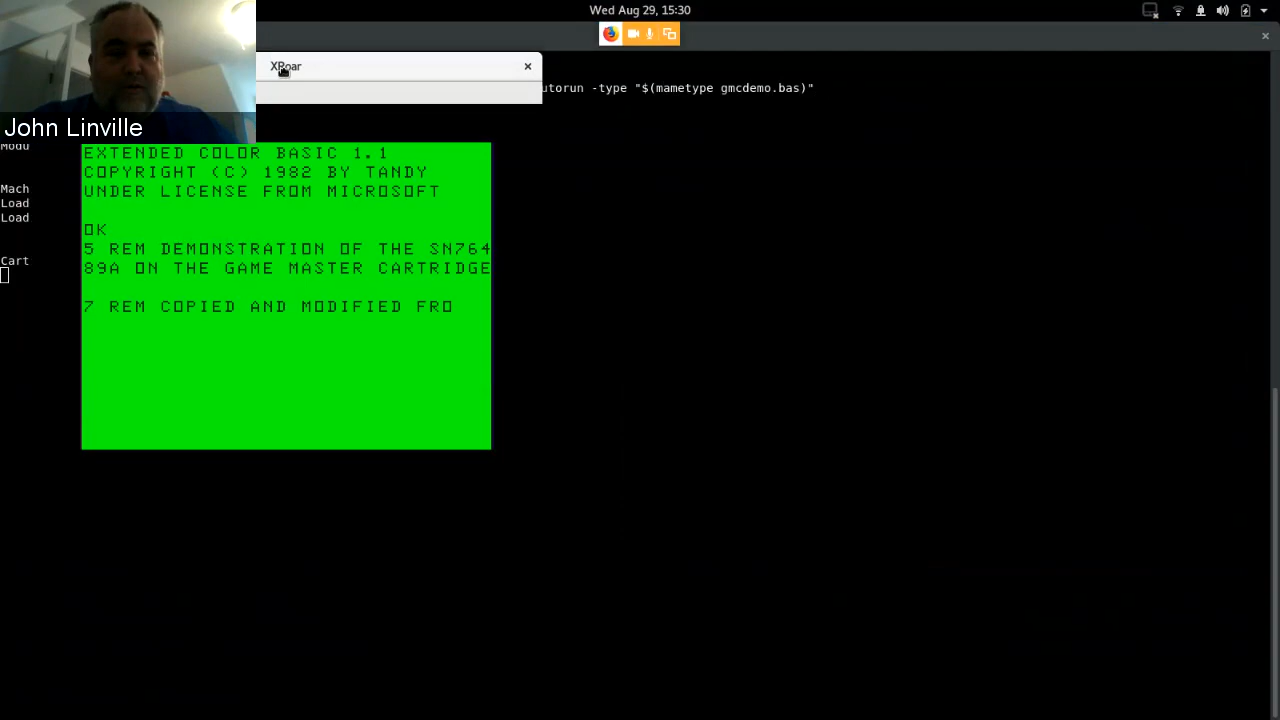 Wed Aug 29, 15:30
XRoar
utorun -type "$(mametype gmcdemo.bas)"
John Linville
Modu
Mach
Load
Load
Cart
EXTENDED COLOR BASIC 1.1
COPYRIGHT (C) 1982 BY TANDY
UNDER LICENSE FROM MICROSOFT
OK
5 REM DEMONSTRATION OF THE SN764
89A ON THE GAME MASTER CARTRIDGE
7 REM COPIED AND MODIFIED FRO